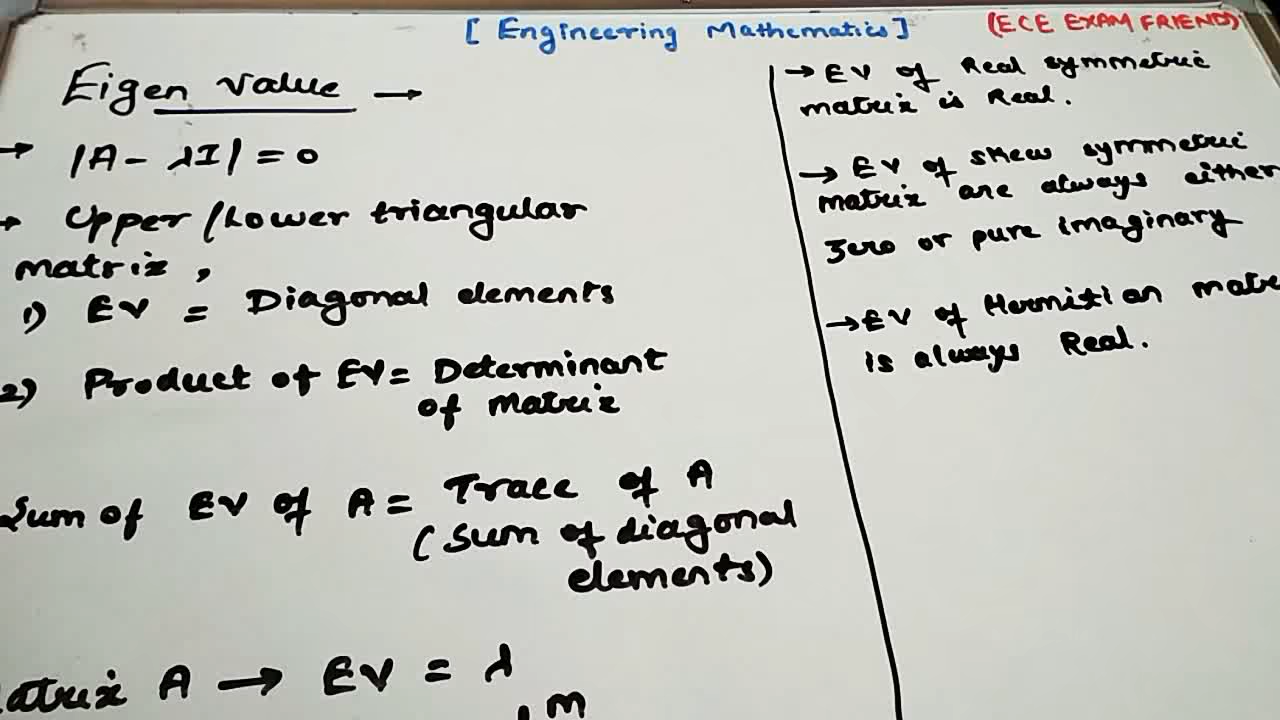 [ Engineering Mathematics ]
(ECE EXAM FRIEND)
Eigen value →
→ |A - λI| = 0
→ Upper / Lower triangular
matrix ,
1) EV = Diagonal elements
2) Product of EV = Determinant
of matrix
Sum of EV of A = Trace of A
(sum of diagonal
elements)
matrix A → EV = λ
m
→ EV of Real symmetric
matrix is Real.
→ EV of skew symmetric
matrix are always either
zero or pure imaginary
→ EV of Hermitian matr
is always Real.